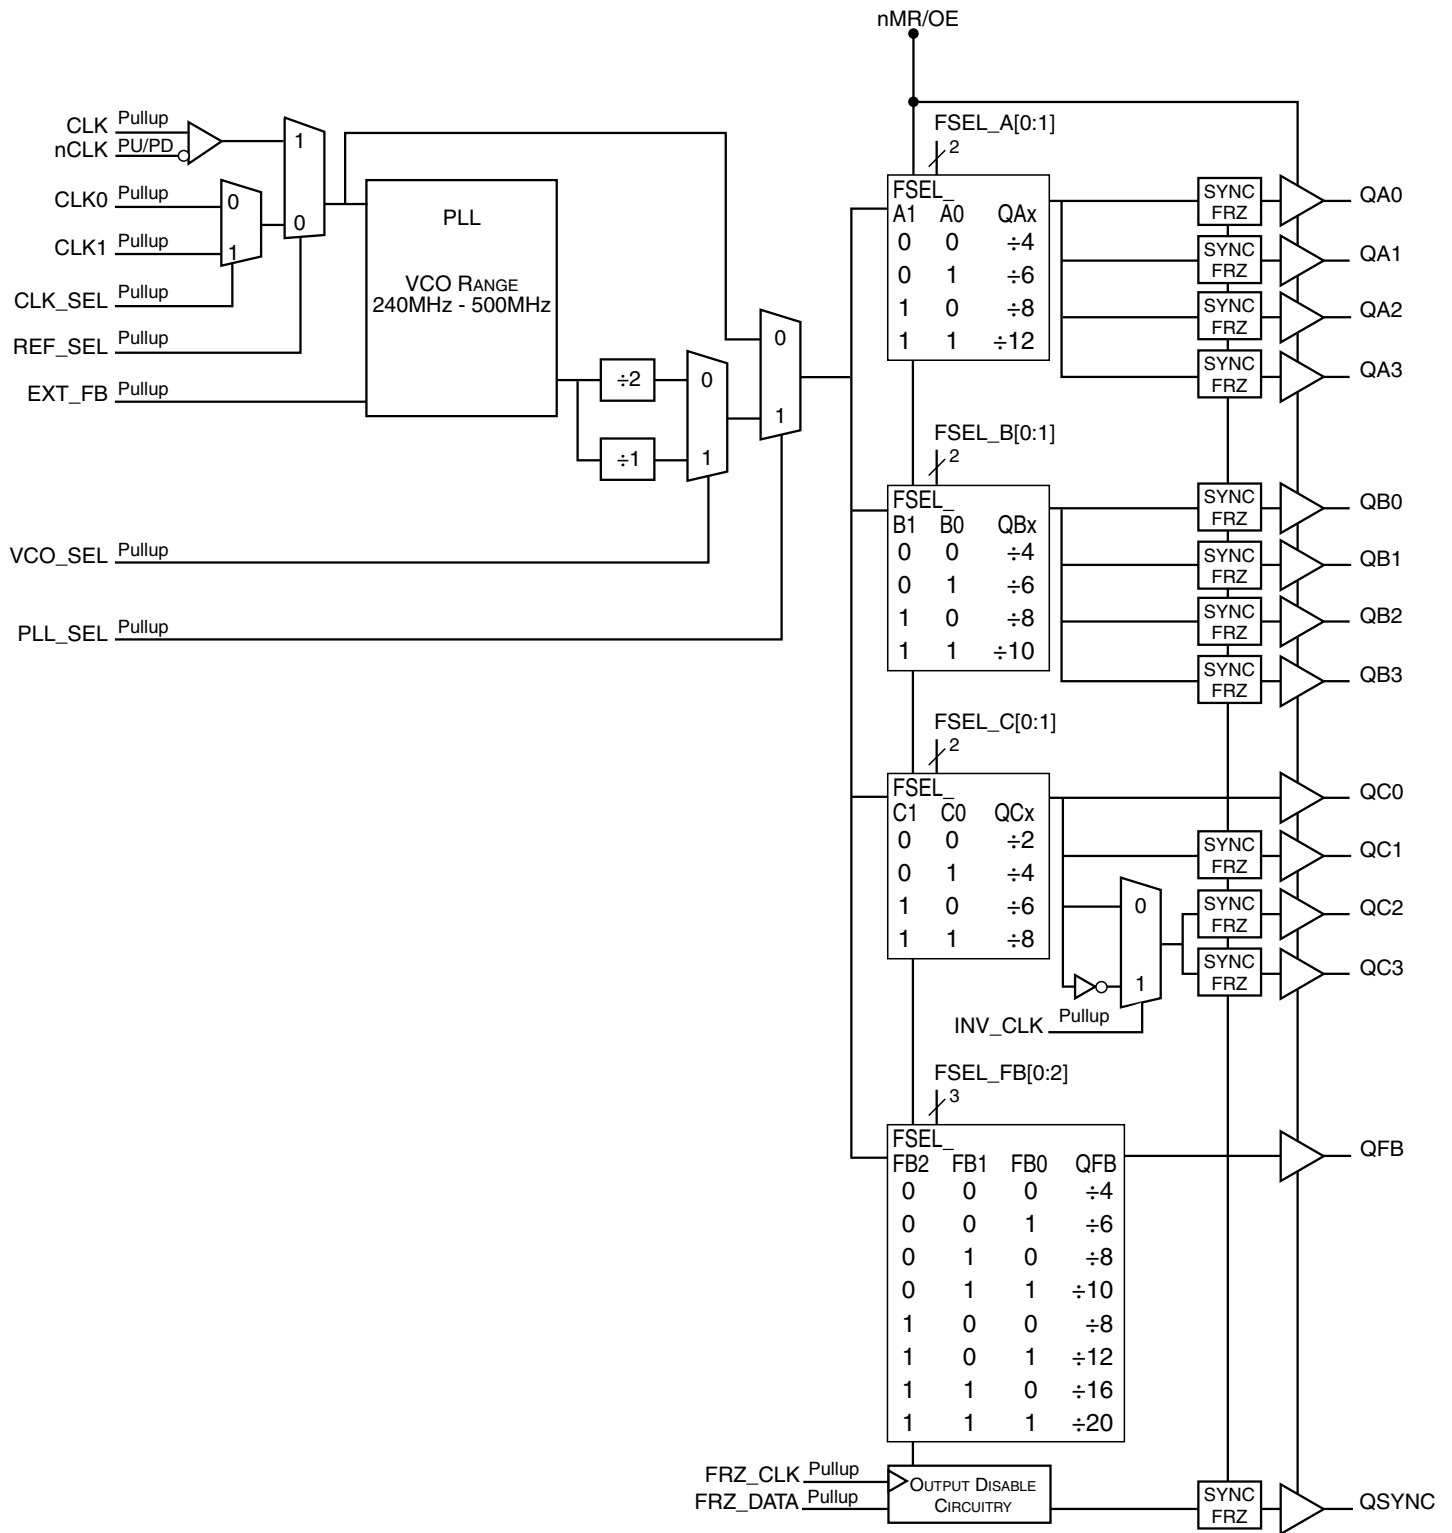 nMR/OE
CLK Pullup
nCLK PU/PD
1
CLK0 Pullup
0
0
CLK1 Pullup
1
CLK_SEL Pullup
REF_SEL Pullup
EXT_FB Pullup
PLL
VCO RANGE
240MHz - 500MHz
÷2
0
÷1
1
0
1
VCO_SEL Pullup
PLL_SEL Pullup
FSEL_A[0:1]
2
FSEL_
A1 A0 QAx
0 0 ÷4
0 1 ÷6
1 0 ÷8
1 1 ÷12
SYNC
FRZ
QA0
SYNC
FRZ
QA1
SYNC
FRZ
QA2
SYNC
FRZ
QA3
FSEL_B[0:1]
2
FSEL_
B1 B0 QBx
0 0 ÷4
0 1 ÷6
1 0 ÷8
1 1 ÷10
SYNC
FRZ
QB0
SYNC
FRZ
QB1
SYNC
FRZ
QB2
SYNC
FRZ
QB3
FSEL_C[0:1]
2
FSEL_
C1 C0 QCx
0 0 ÷2
0 1 ÷4
1 0 ÷6
1 1 ÷8
QC0
SYNC
FRZ
QC1
0
SYNC
FRZ
QC2
1
SYNC
FRZ
QC3
INV_CLK Pullup
FSEL_FB[0:2]
3
FSEL_
FB2 FB1 FB0 QFB
0 0 0 ÷4
0 0 1 ÷6
0 1 0 ÷8
0 1 1 ÷10
1 0 0 ÷8
1 0 1 ÷12
1 1 0 ÷16
1 1 1 ÷20
QFB
FRZ_CLK Pullup
FRZ_DATA Pullup
OUTPUT DISABLE
CIRCUITRY
SYNC
FRZ
QSYNC